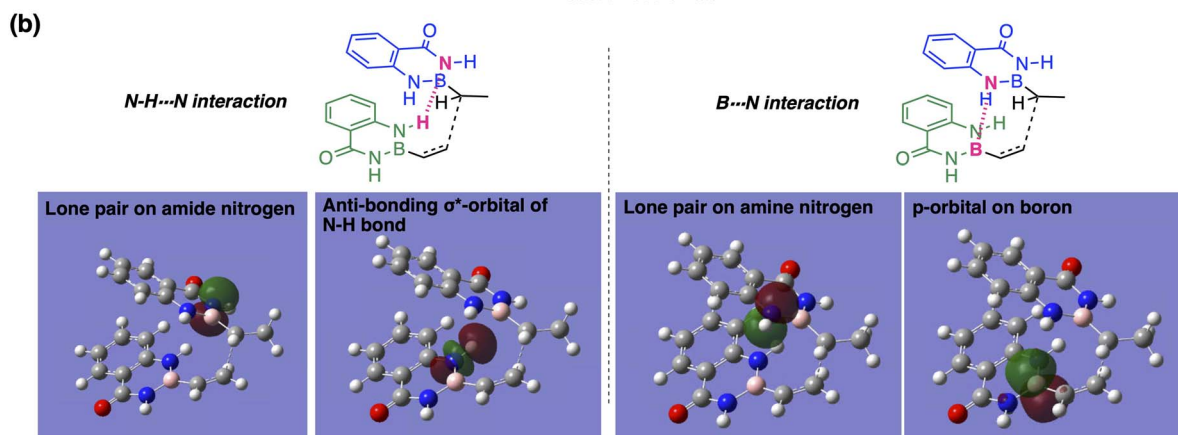 (b)
N-H···N interaction
O
N-H
N
B
H
H
H
N
B
O
N
H
B···N interaction
O
NH
N
B
H
H
H
N
B
O
N
H
Lone pair on amide nitrogen
Anti-bonding σ*-orbital of
N-H bond
Lone pair on amine nitrogen
p-orbital on boron